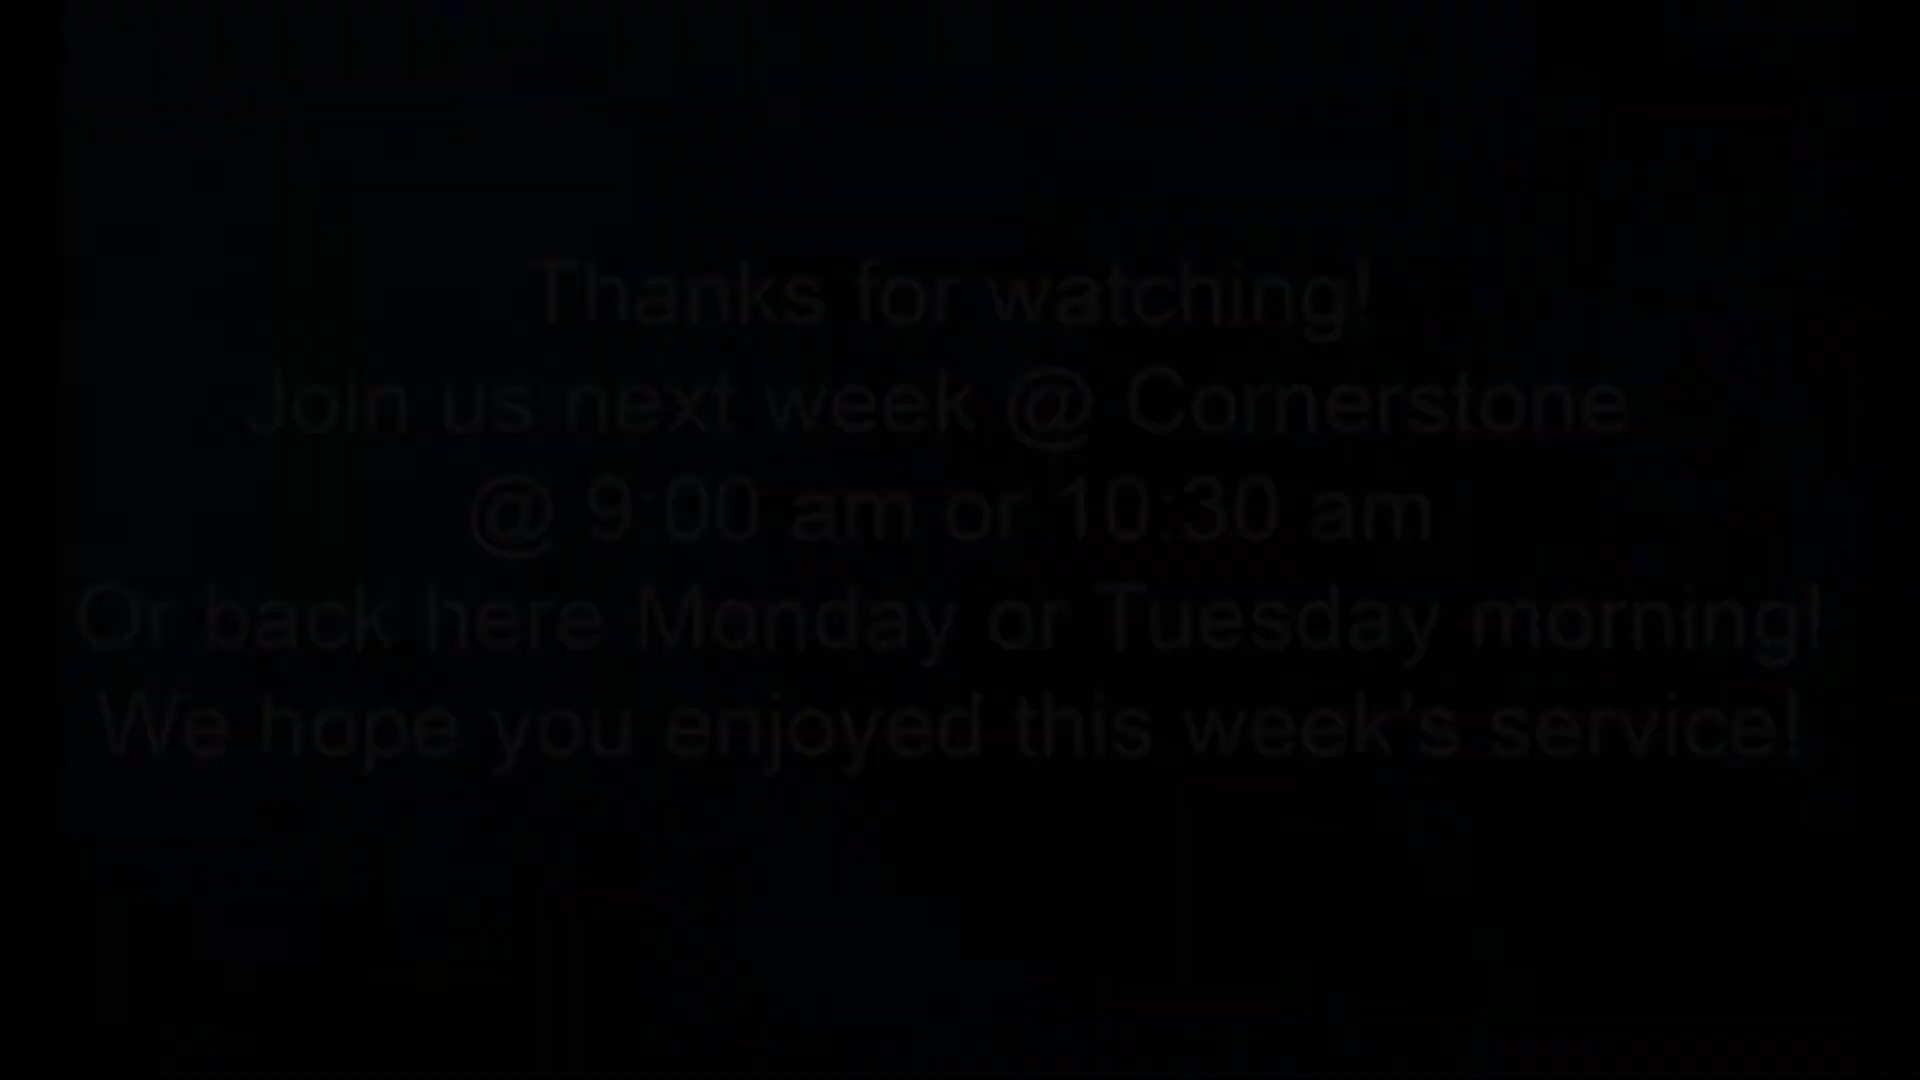 Thanks for watching!
Join us next week @ Cornerstone
@ 9:00 am or 10:30 am
Or back here Monday or Tuesday morning!
We hope you enjoyed this week's service!